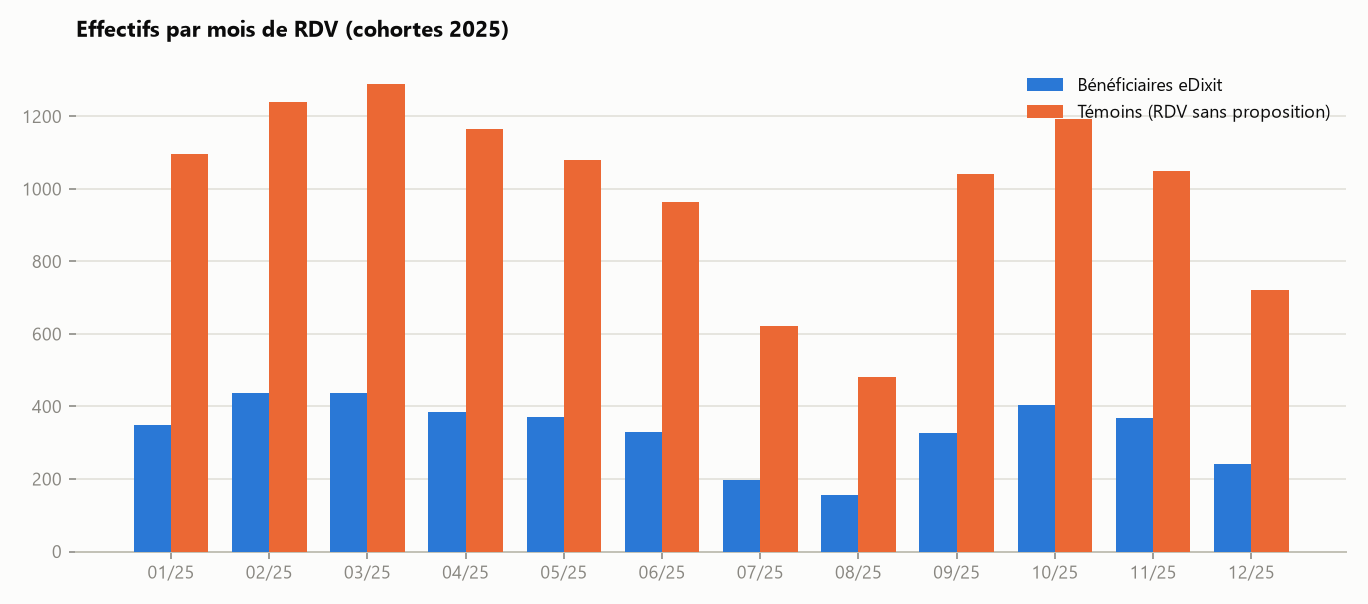 Effectifs par mois de RDV (cohortes 2025)
Bénéficiaires eDixit
Témoins (RDV sans proposition)
1200
1000
800
600
400
200
0
01/25 02/25 03/25 04/25 05/25 06/25 07/25 08/25 09/25 10/25 11/25 12/25